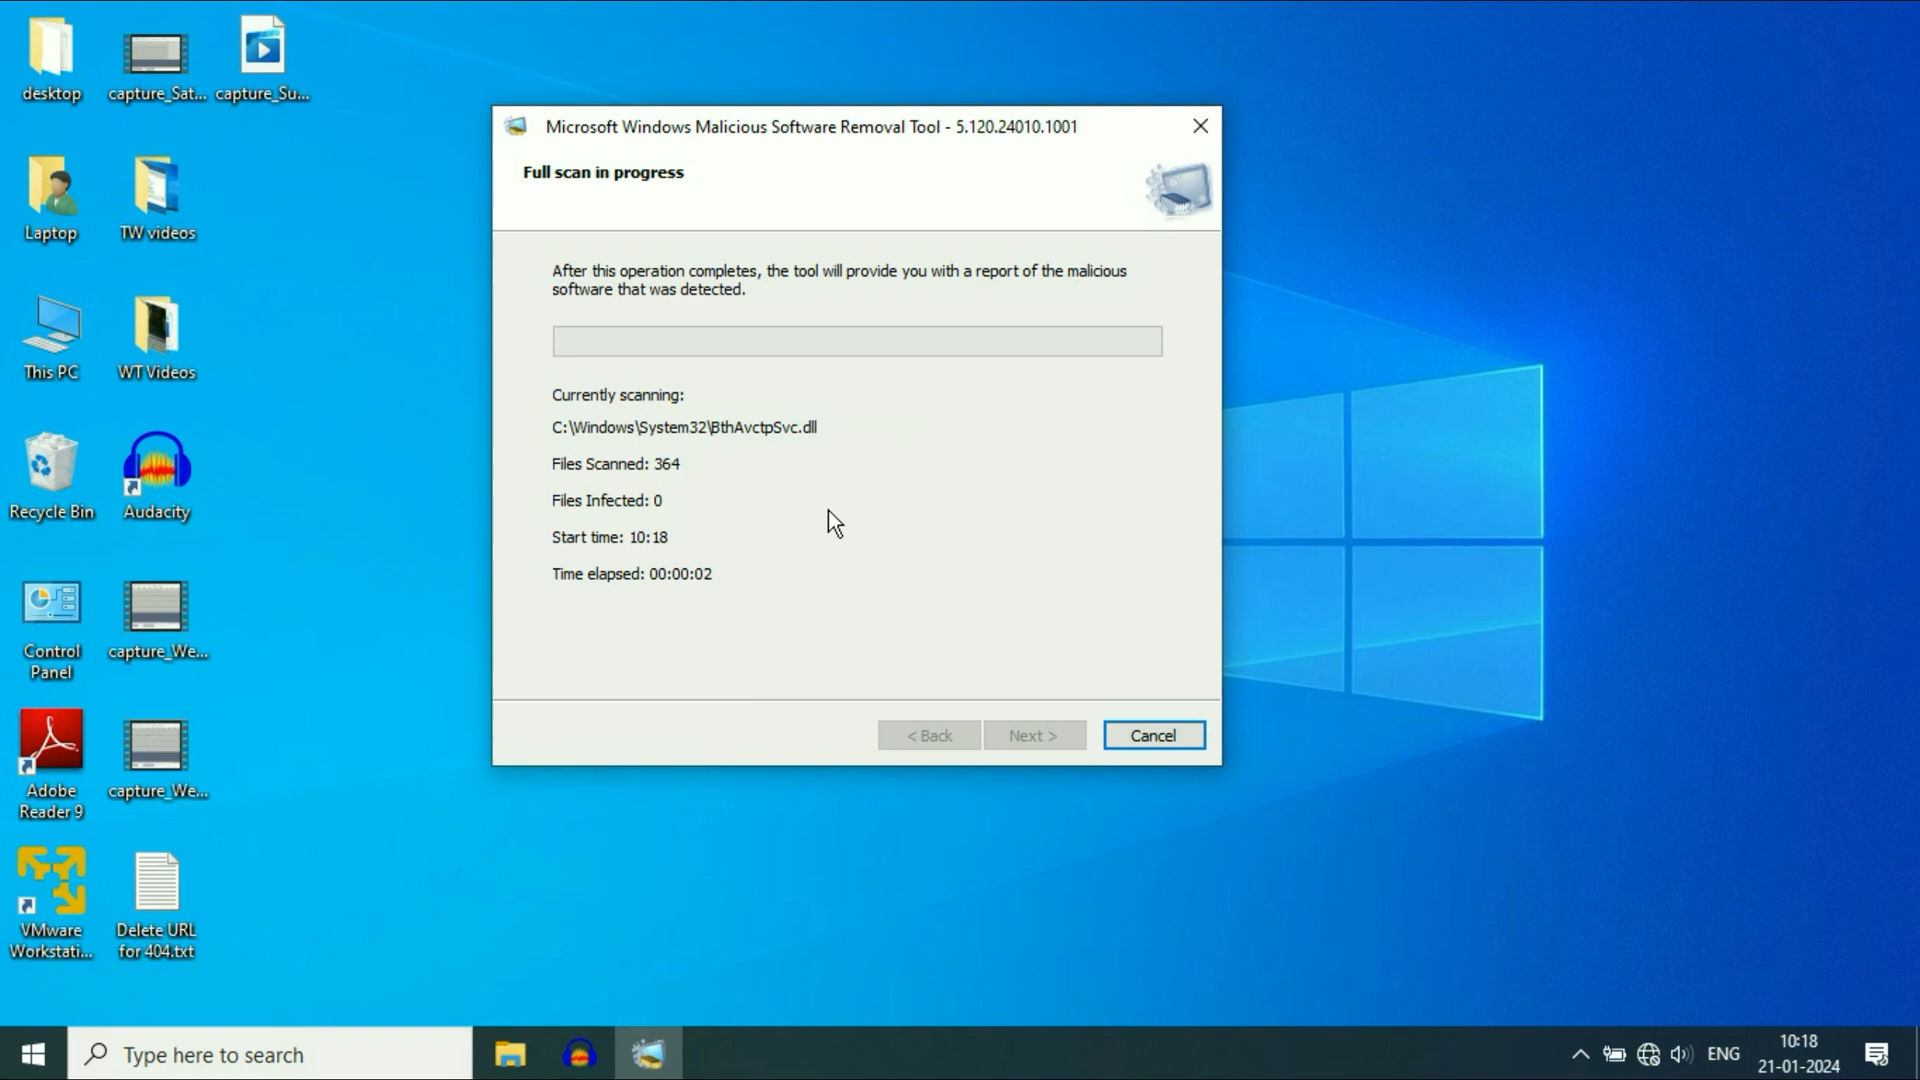 desktop
capture_Sat...
capture_Su...
Laptop
TW videos
This PC
WT Videos
Recycle Bin
Audacity
Control
Panel
capture_We...
Adobe
Reader 9
capture_We...
VMware
Workstati...
Delete URL
for 404.txt
Microsoft Windows Malicious Software Removal Tool - 5.120.24010.1001
Full scan in progress
After this operation completes, the tool will provide you with a report of the malicious
software that was detected.
Currently scanning:
C:\Windows\System32\BthAvctpSvc.dll
Files Scanned: 364
Files Infected: 0
Start time: 10:18
Time elapsed: 00:00:02
< Back
Next >
Cancel
Type here to search
ENG
10:18
21-01-2024